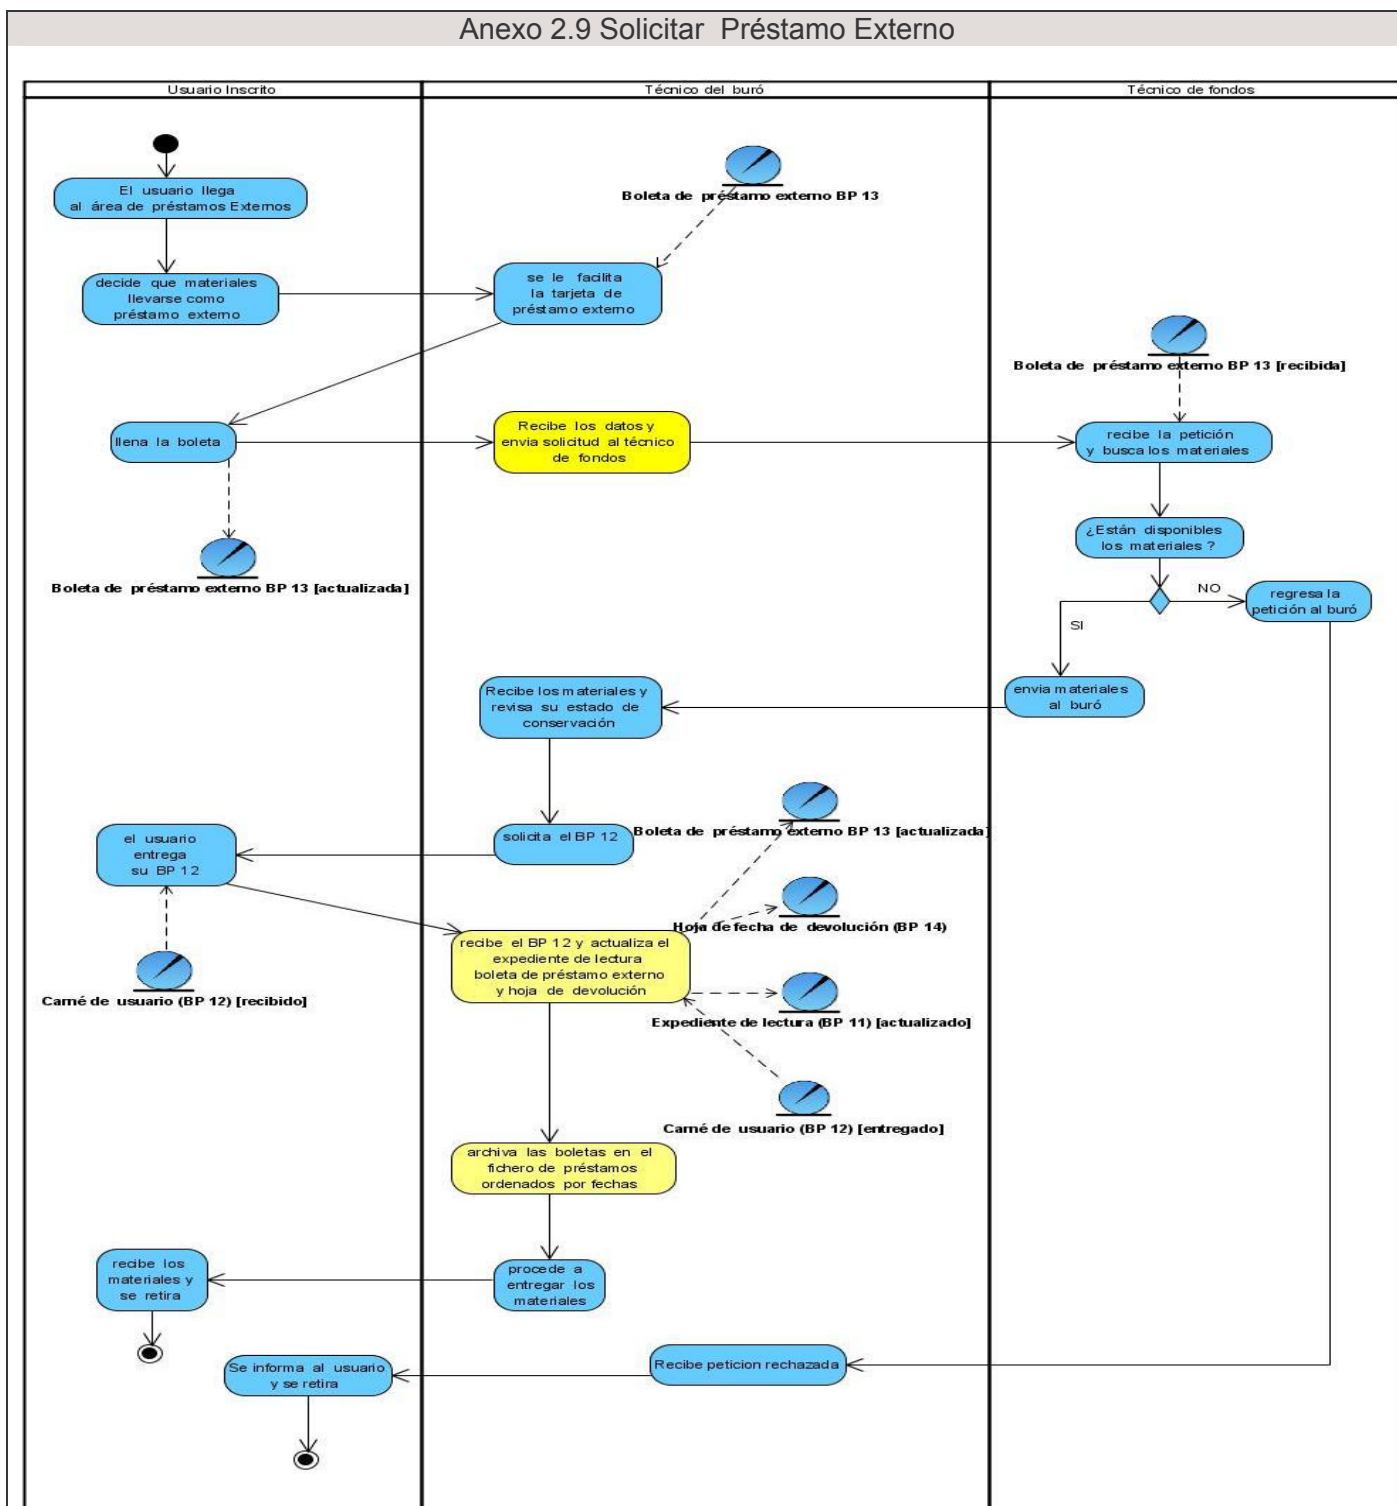 Anexo 2.9 Solicitar Préstamo Externo
Usuario Inscrito
Técnico del buró
Técnico de fondos
El usuario llega
al área de préstamos Externos
Boleta de préstamo externo BP 13
decide que materiales
llevarse como
préstamo externo
se le facilita
la tarjeta de
préstamo externo
Boleta de préstamo externo BP 13 [recibida]
llena la boleta
Recibe los datos y
envia solicitud al técnico
de fondos
recibe la petición
y busca los materiales
¿Están disponibles
los materiales ?
Boleta de préstamo externo BP 13 [actualizada]
NO
regresa la
petición al buró
SI
envia materiales
al buró
Recibe los materiales y
revisa su estado de
conservación
solicita el BP 12
Boleta de préstamo externo BP 13 [actualizada]
el usuario
entrega
su BP 12
Hoja de fecha de devolución (BP 14)
recibe el BP 12 y actualiza el
expediente de lectura
boleta de préstamo externo
y hoja de devolución
Carné de usuario (BP 12) [recibido]
Expediente de lectura (BP 11) [actualizado]
Carné de usuario (BP 12) [entregado]
archiva las boletas en el
fichero de préstamos
ordenados por fechas
recibe los
materiales y
se retira
procede a
entregar los
materiales
Se informa al usuario
y se retira
Recibe peticion rechazada